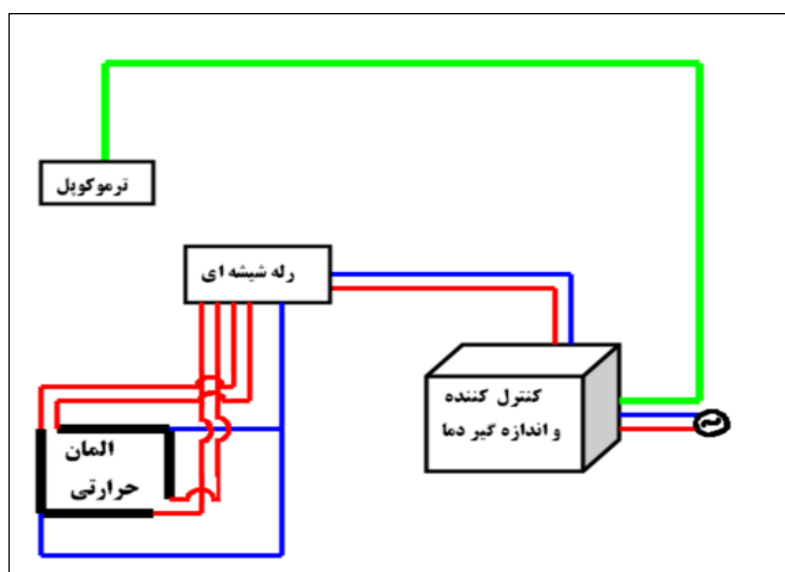 ترموکوپل
رله شیشه ای
کنترل کننده
و اندازه گیر دما
المان
حرارتی